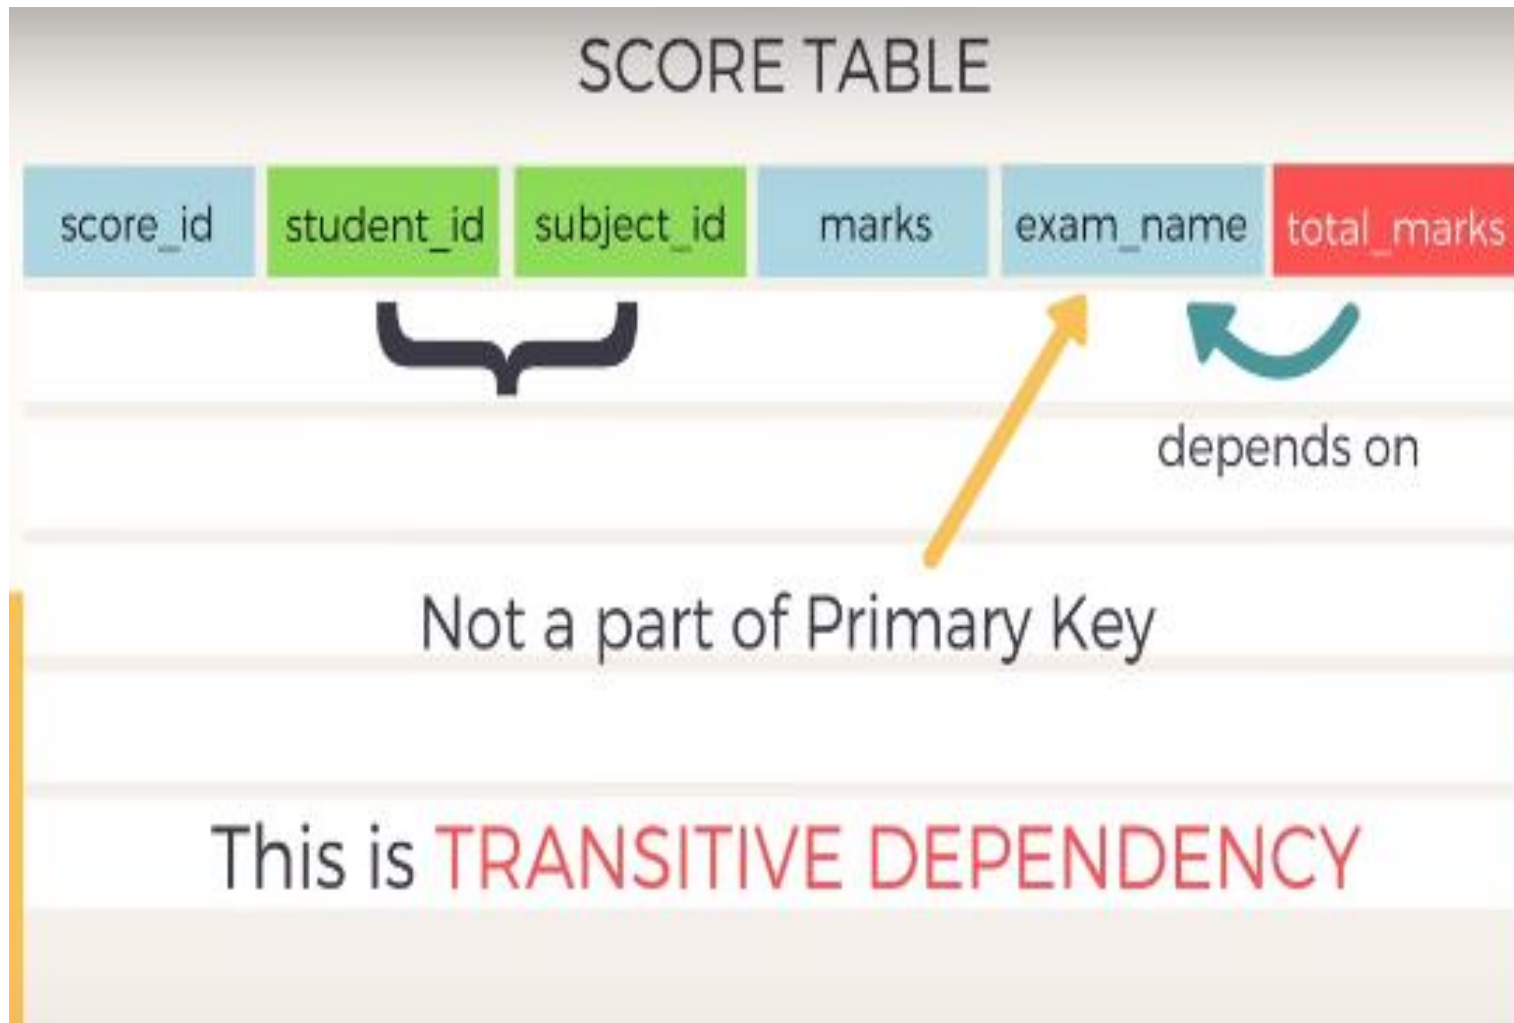 SCORE TABLE
score_id student_id subject_id marks exam_name total_marks
depends on
Not a part of Primary Key
This is TRANSITIVE DEPENDENCY